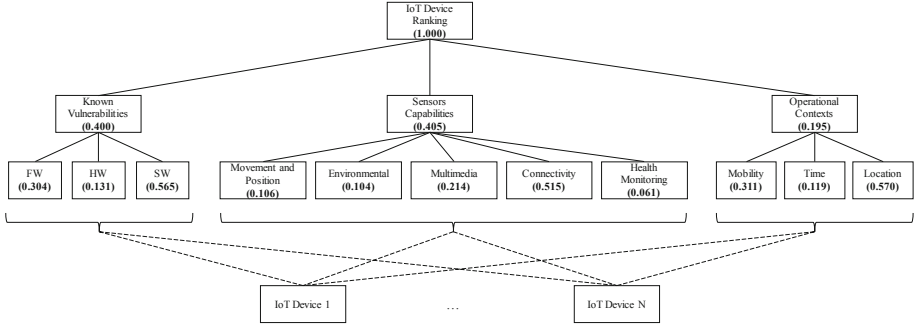 IoT Device
Ranking
(1.000)
Known
Vulnerabilities
(0.400)
Sensors
Capabilities
(0.405)
Operational
Contexts
(0.195)
FW
(0.304)
HW
(0.131)
SW
(0.565)
Movement and
Position
(0.106)
Environmental
(0.104)
Multimedia
(0.214)
Connectivity
(0.515)
Health
Monitoring
(0.061)
Mobility
(0.311)
Time
(0.119)
Location
(0.570)
IoT Device 1
...
IoT Device N